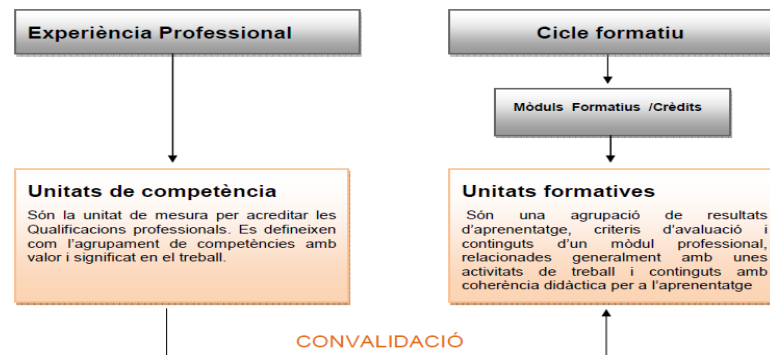 Experiència Professional
Cicle formatiu
Mòduls Formatius /Crèdits
Unitats de competència
Són la unitat de mesura per acreditar les
Qualificacions professionals. Es defineixen
com l'agrupament de competències amb
valor i significat en el treball.
Unitats formatives
Són una agrupació de resultats
d'aprenentatge, criteris d'avaluació i
continguts d'un mòdul professional,
relacionades generalment amb unes
activitats de treball i continguts amb
coherència didàctica per a l'aprenentatge
CONVALIDACIÓ